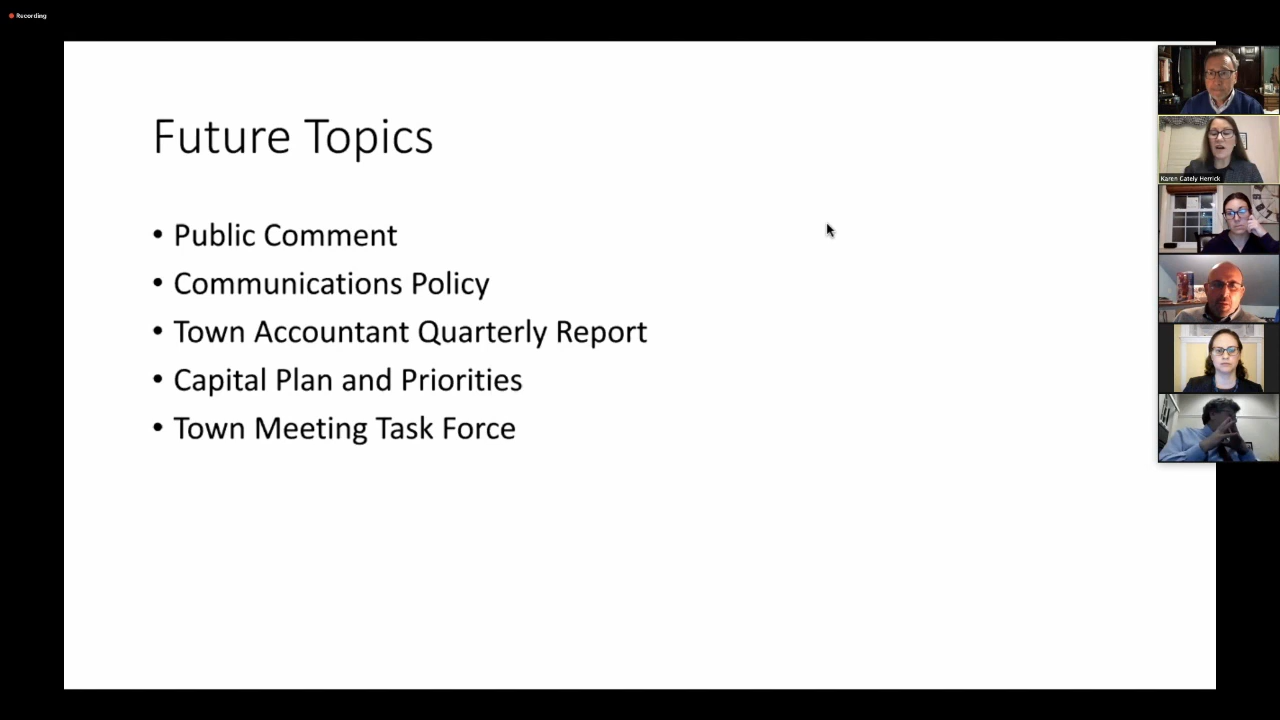 Recording
Future Topics
• Public Comment
• Communications Policy
• Town Accountant Quarterly Report
• Capital Plan and Priorities
• Town Meeting Task Force
Karen Gately Herrick